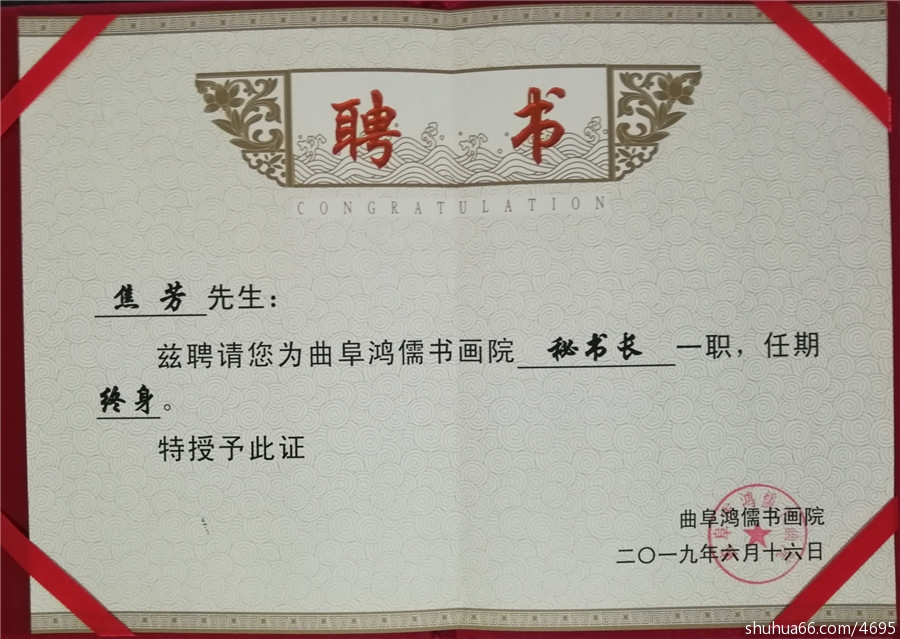 聘书
CONGRATULATION
焦芳先生：
兹聘请您为曲阜鸿儒书画院秘书长一职，任期
终身。
特授予此证
曲阜鸿儒书画院
二〇一九年六月十六日
shuhua66.com/4695